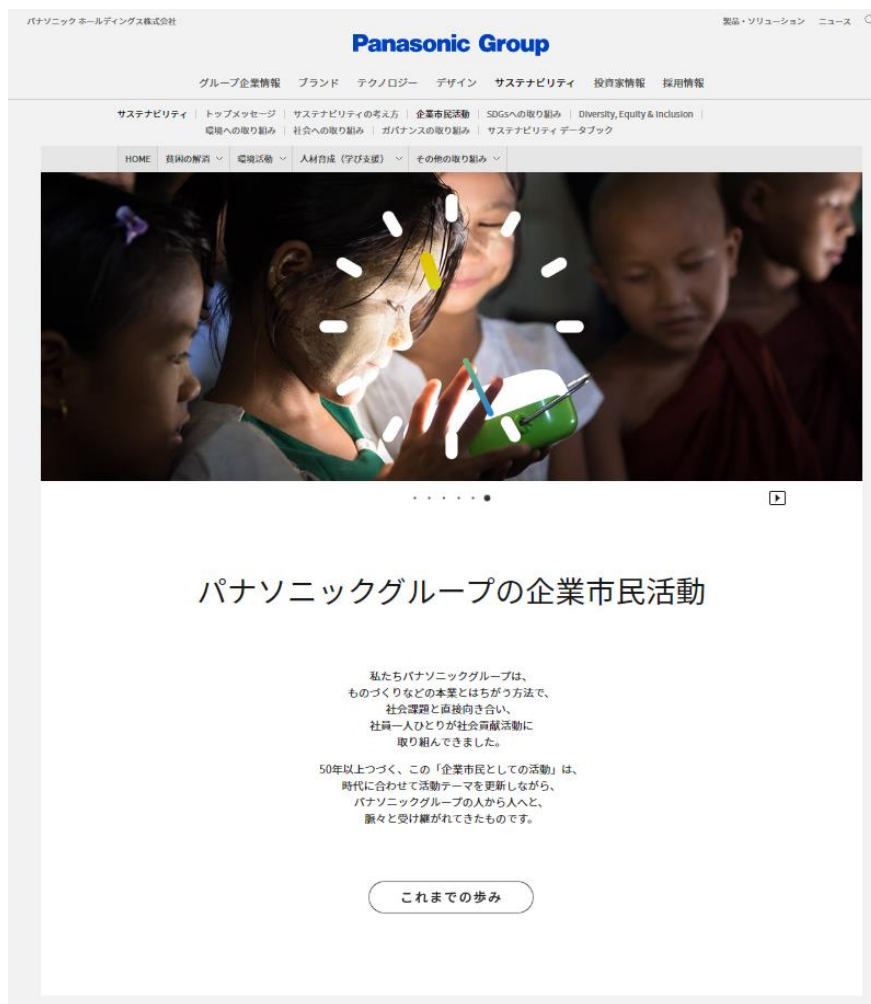 パナソニック ホールディングス株式会社
製品・ソリューション ニュース
Panasonic Group
グループ企業情報 ブランド テクノロジー デザイン サステナビリティ 投資家情報 採用情報
サステナビリティ | トップメッセージ | サステナビリティの考え方 | 企業市民活動 | SDGsへの取り組み | Diversity, Equity & Inclusion |
環境への取り組み | 社会への取り組み | ガバナンスの取り組み | サステナビリティ データブック
HOME 貧困の解消 環境活動 人材育成（学び支援） その他の取り組み
パナソニックグループの企業市民活動
私たちパナソニックグループは、
ものづくりなどの本業とはちがう方法で、
社会課題と直接向き合い、
社員一人ひとりが社会貢献活動に
取り組んできました。
50年以上つづく、この「企業市民としての活動」は、
時代に合わせて活動テーマを更新しながら、
パナソニックグループの人から人へと、
脈々と受け継がれてきたものです。
これまでの歩み